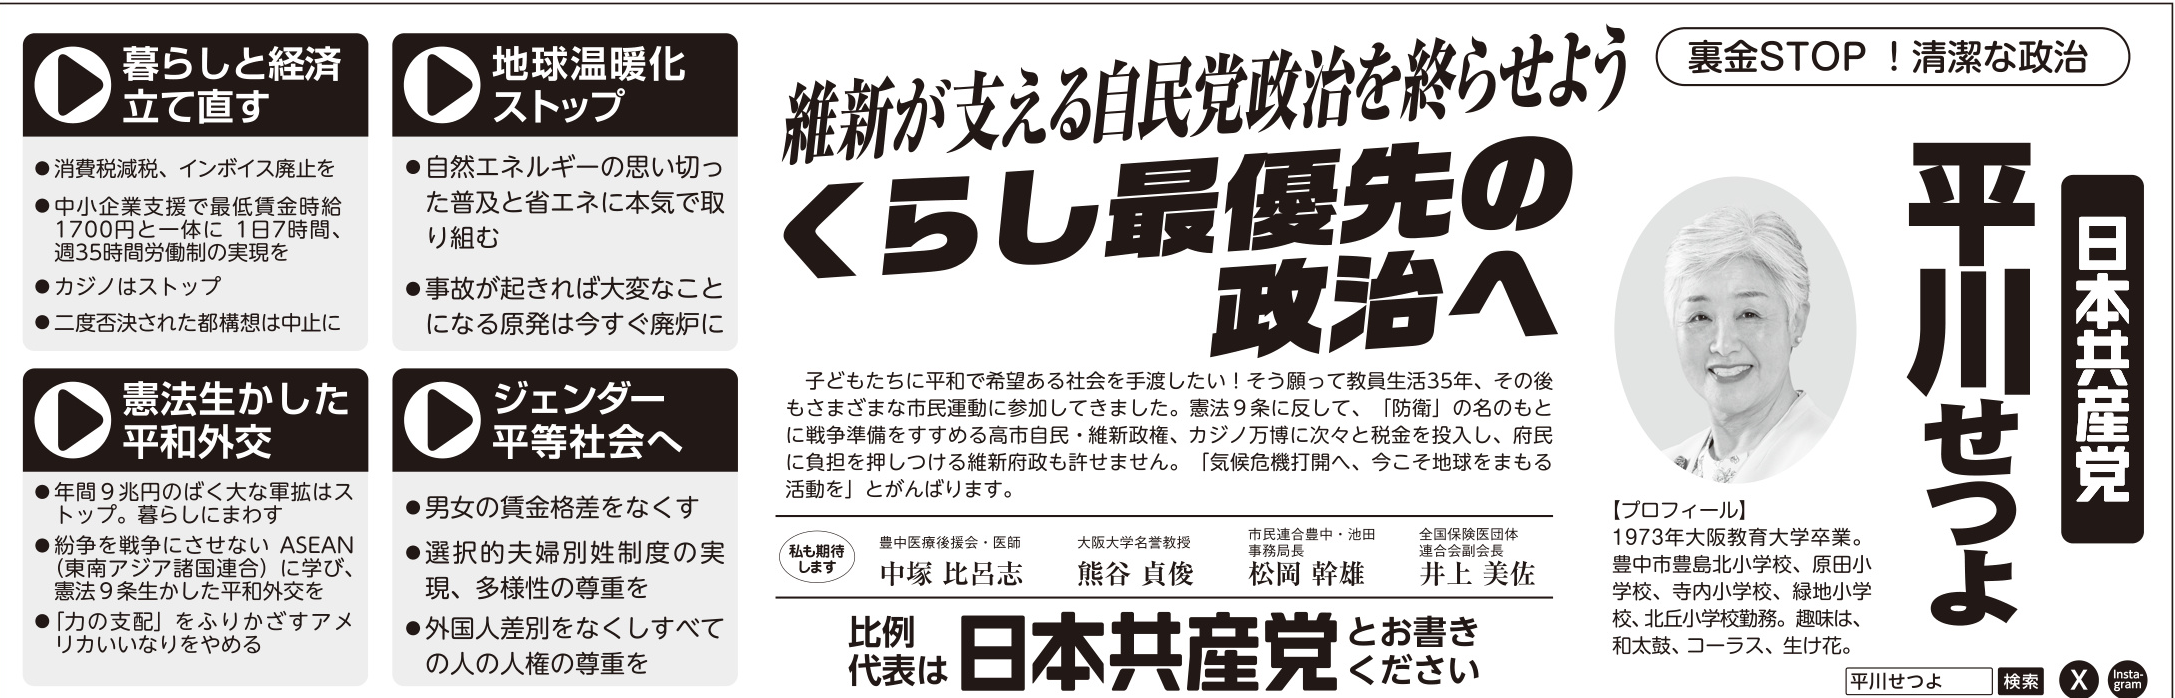 裏金STOP！清潔な政治
日本共産党
平川せつよ
【プロフィール】
1973年大阪教育大学卒業。
豊中市豊島北小学校、原田小
学校、寺内小学校、緑地小学
校、北丘小学校勤務。趣味は、
和太鼓、コーラス、生け花。
平川せつよ 検索 X Insta-
gram
維新が支える自民党政治を終らせよう
くらし最優先の
政治へ
子どもたちに平和で希望ある社会を手渡したい！そう願って教員生活35年、その後
もさまざまな市民運動に参加してきました。憲法９条に反して、「防衛」の名のもと
に戦争準備をすすめる高市自民・維新政権、カジノ万博に次々と税金を投入し、府民
に負担を押しつける維新府政も許せません。「気候危機打開へ、今こそ地球をまもる
活動を」とがんばります。
私も期待
します
豊中医療後援会・医師
中塚 比呂志
大阪大学名誉教授
熊谷 貞俊
市民連合豊中・池田
事務局長
松岡 幹雄
全国保険医団体
連合会副会長
井上 美佐
比例
代表は
日本共産党
とお書き
ください
暮らしと経済
立て直す
●消費税減税、インボイス廃止を
●中小企業支援で最低賃金時給
1700円と一体に 1日7時間、
週35時間労働制の実現を
●カジノはストップ
●二度否決された都構想は中止に
地球温暖化
ストップ
●自然エネルギーの思い切っ
た普及と省エネに本気で取
り組む
●事故が起きれば大変なこと
になる原発は今すぐ廃炉に
憲法生かした
平和外交
●年間９兆円のばく大な軍拡はス
トップ。暮らしにまわす
●紛争を戦争にさせない ASEAN
（東南アジア諸国連合）に学び、
憲法９条生かした平和外交を
●「力の支配」をふりかざすアメ
リカいいなりをやめる
ジェンダー
平等社会へ
●男女の賃金格差をなくす
●選択的夫婦別姓制度の実
現、多様性の尊重を
●外国人差別をなくしすべて
の人の人権の尊重を